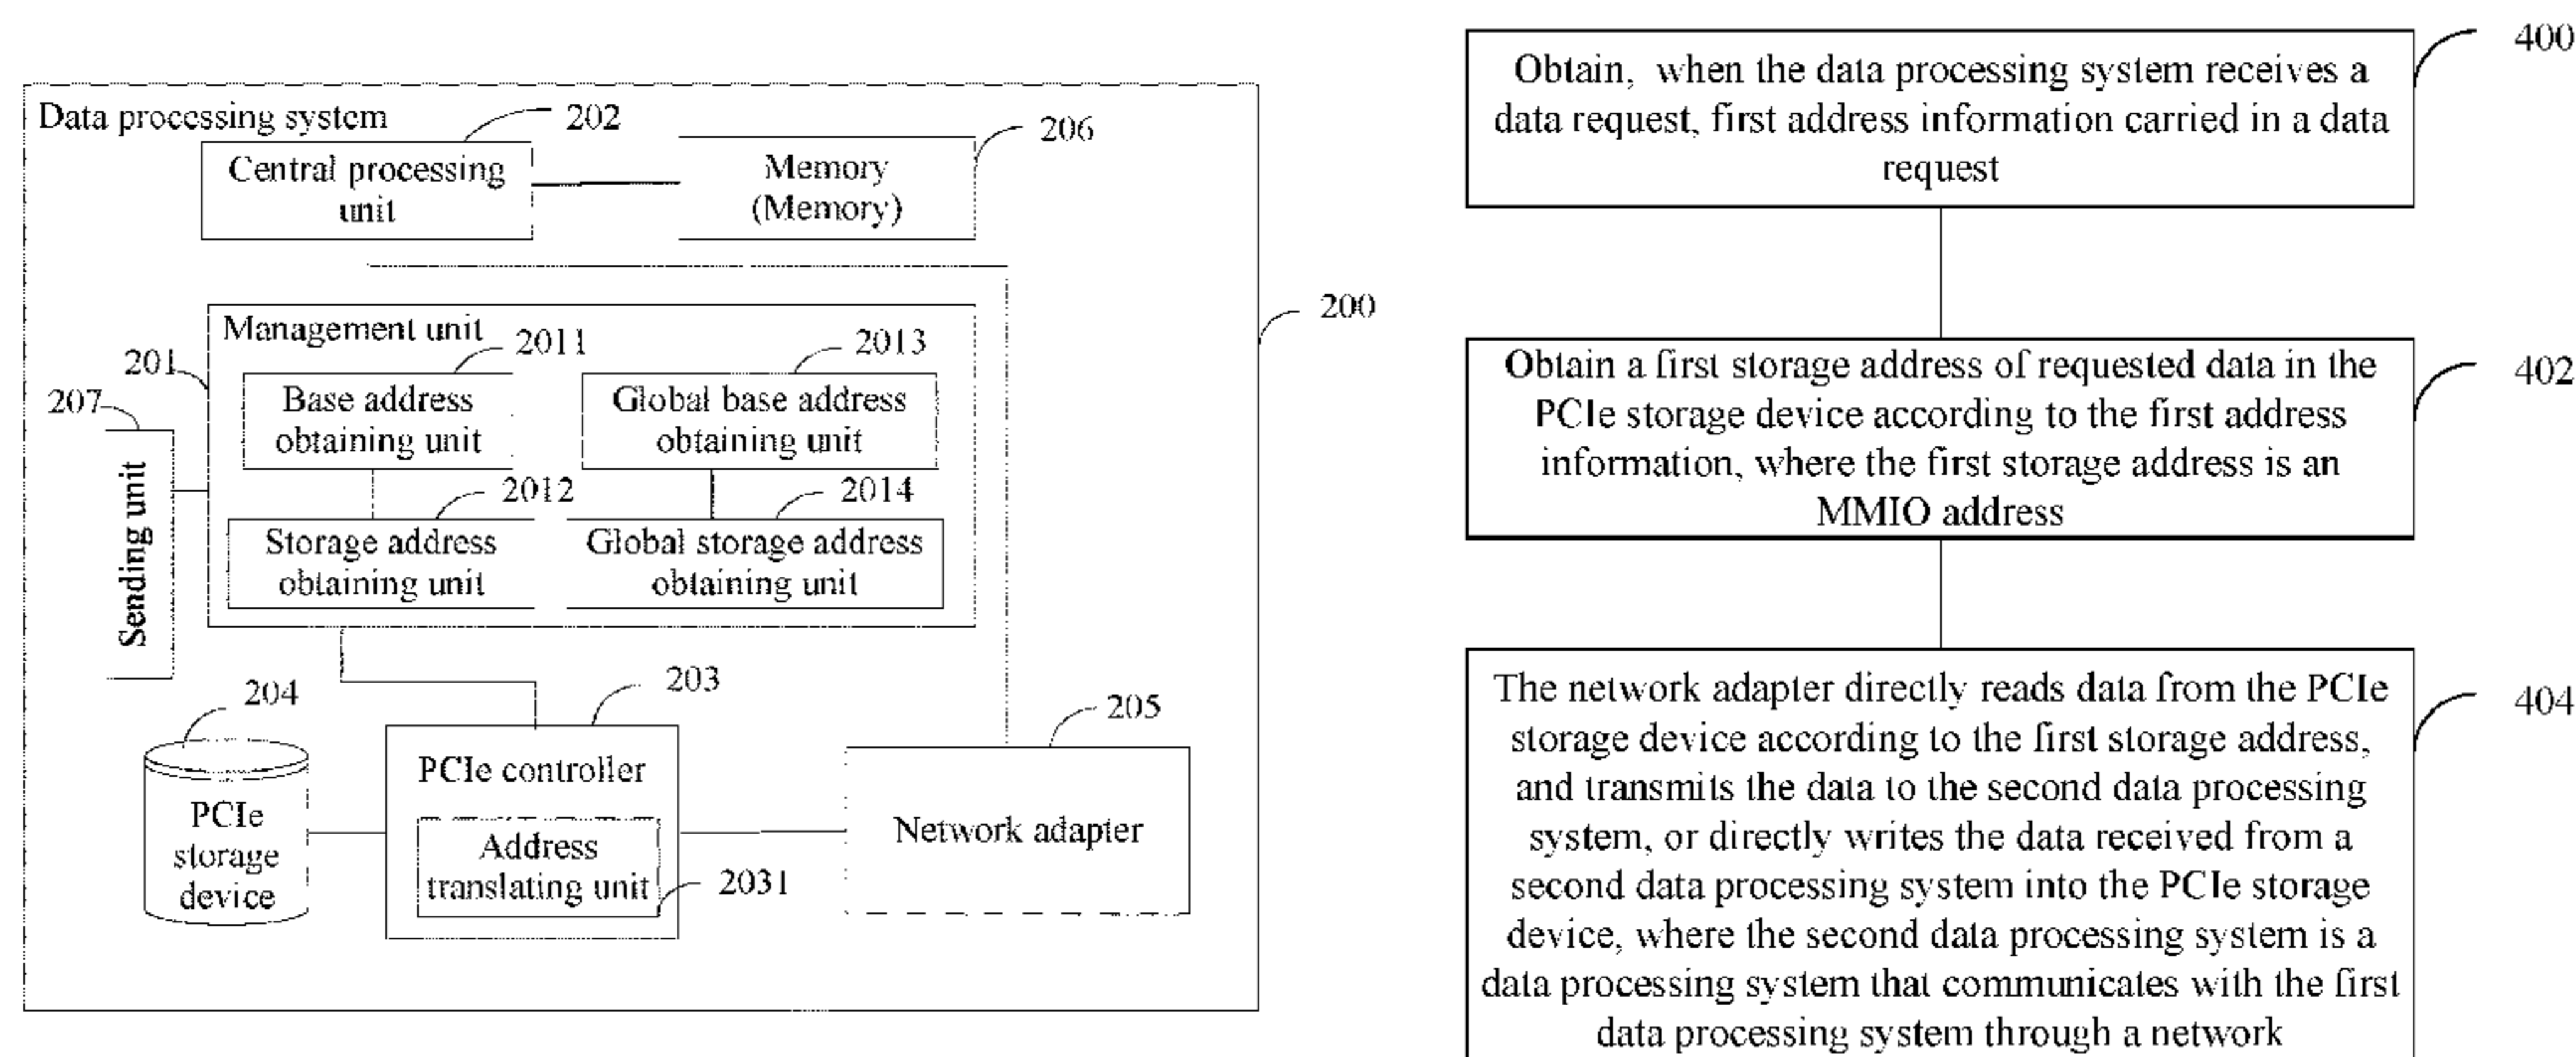 Data processing system
202
Central processing
unit
206
Memory
(Memory)
200
Management unit
201
2011
2013
207
Base address
obtaining unit
Global base address
obtaining unit
Sending unit
2012
2014
Storage address
obtaining unit
Global storage address
obtaining unit
204
203
205
PCIe
storage
device
PCIe controller
Address
translating unit
2031
Network adapter
400
Obtain, when the data processing system receives a
data request, first address information carried in a data
request
402
Obtain a first storage address of requested data in the
PCIe storage device according to the first address
information, where the first storage address is an
MMIO address
404
The network adapter directly reads data from the PCIe
storage device according to the first storage address,
and transmits the data to the second data processing
system, or directly writes the data received from a
second data processing system into the PCIe storage
device, where the second data processing system is a
data processing system that communicates with the first
data processing system through a network